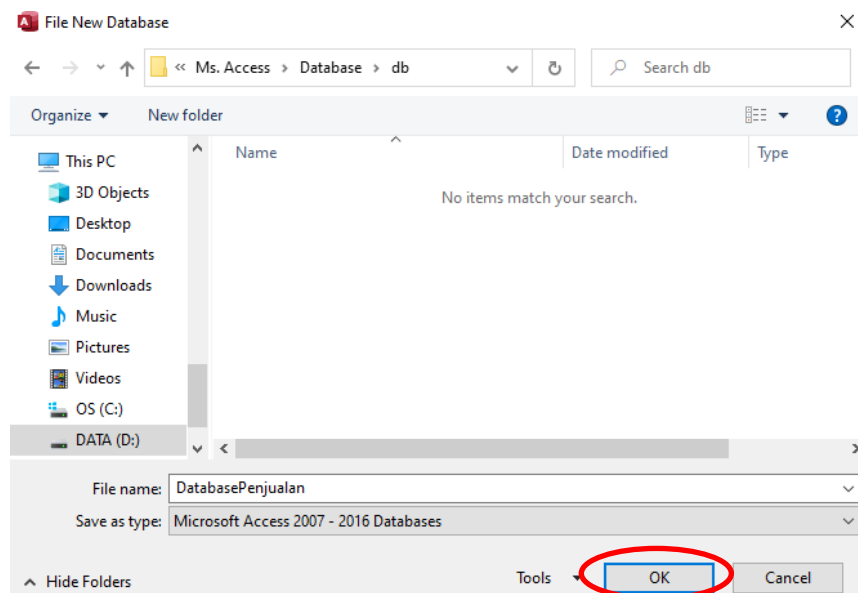 File New Database
« Ms. Access > Database > db
Search db
Organize
New folder
Name
Date modified
Type
No items match your search.
This PC
3D Objects
Desktop
Documents
Downloads
Music
Pictures
Videos
OS (C:)
DATA (D:)
File name: DatabasePenjualan
Save as type: Microsoft Access 2007 - 2016 Databases
Hide Folders
Tools
OK
Cancel